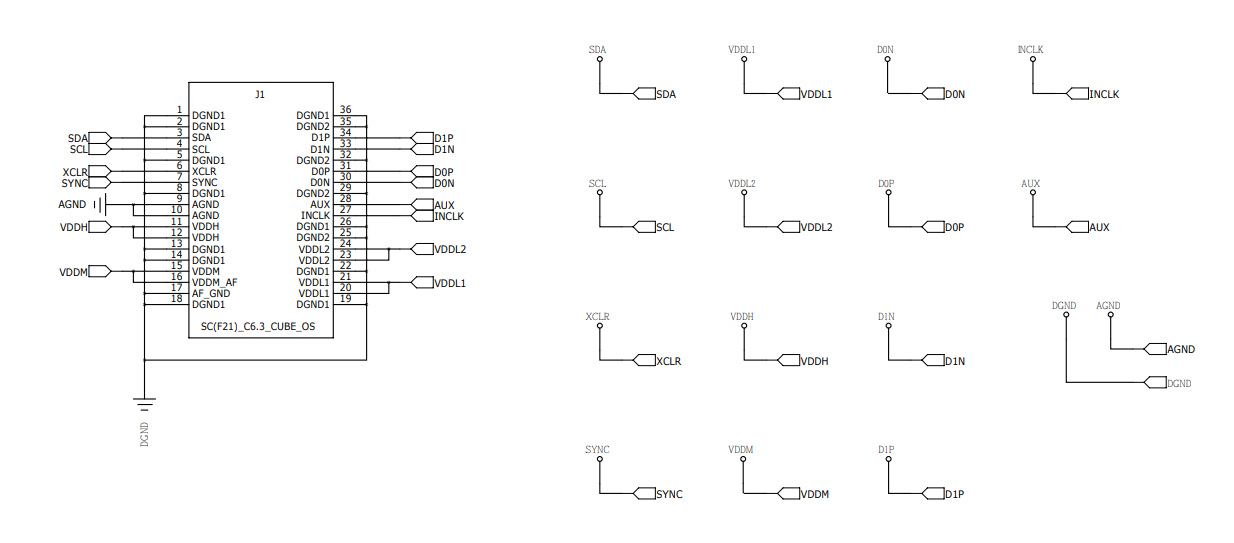 J1
1 DGND1 DGND1 36
2 DGND1 DGND2 35
SDA 3 SDA D1P 34 D1P
SCL 4 SCL D1N 33 D1N
5 DGND1 DGND2 32
XCLR 6 XCLR D0P 31 D0P
SYNC 7 SYNC D0N 30 D0N
8 DGND1 DGND2 29
AGND 9 AGND AUX 28 AUX
10 AGND INCLK 27 INCLK
VDDH 11 VDDH DGND1 26
12 VDDH DGND2 25
13 DGND1 VDDL2 24 VDDL2
14 DGND1 VDDL2 23
VDDM 15 VDDM DGND1 22
16 VDDM_AF VDDL1 21 VDDL1
17 AF_GND VDDL1 20
18 DGND1 DGND1 19
SC(F21)_C6.3_CUBE_OS
DGND
SDA VDDL1 D0N INCLK
SDA VDDL1 D0N INCLK
SCL VDDL2 D0P AUX
SCL VDDL2 D0P AUX
XCLR VDDH D1N
XCLR VDDH D1N
DGND AGND
AGND
DGND
SYNC VDDM D1P
SYNC VDDM D1P